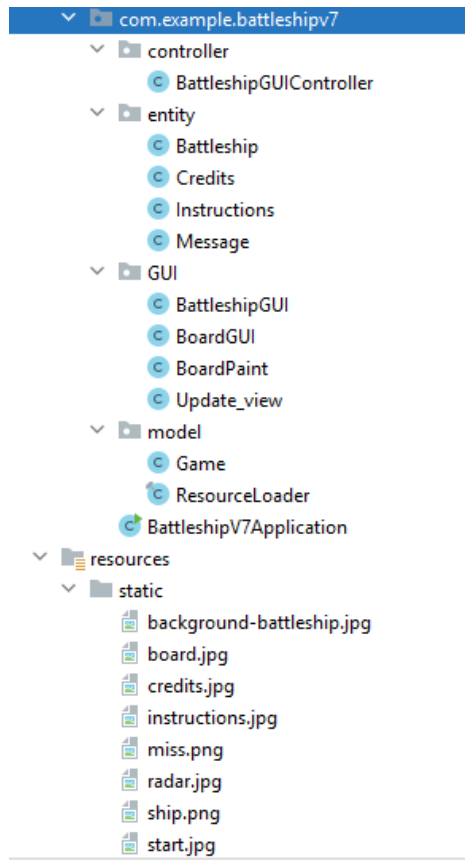 com.example.battleshipv7
controller
C BattleshipGUIController
entity
C Battleship
C Credits
C Instructions
C Message
GUI
C BattleshipGUI
C BoardGUI
C BoardPaint
C Update_view
model
C Game
C ResourceLoader
C BattleshipV7Application
resources
static
background-battleship.jpg
board.jpg
credits.jpg
instructions.jpg
miss.png
radar.jpg
ship.png
start.jpg